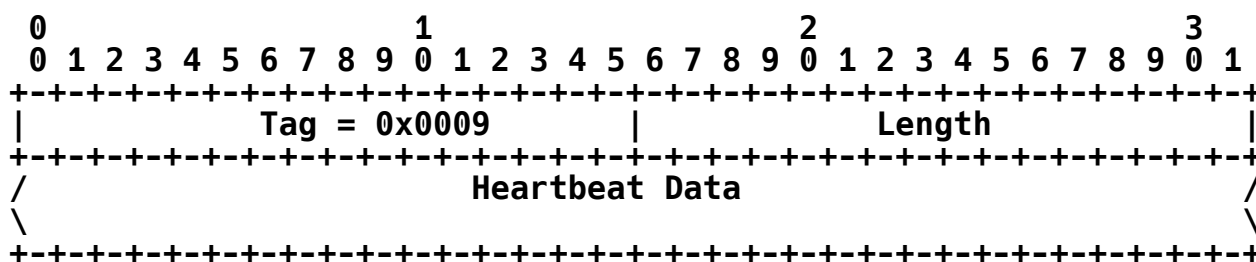 0                   1                   2                   3
 0 1 2 3 4 5 6 7 8 9 0 1 2 3 4 5 6 7 8 9 0 1 2 3 4 5 6 7 8 9 0 1
+-+-+-+-+-+-+-+-+-+-+-+-+-+-+-+-+-+-+-+-+-+-+-+-+-+-+-+-+-+-+-+-+
|            Tag = 0x0009       |            Length             |
+-+-+-+-+-+-+-+-+-+-+-+-+-+-+-+-+-+-+-+-+-+-+-+-+-+-+-+-+-+-+-+-+
/                       Heartbeat Data                          /
\                                                               \
+-+-+-+-+-+-+-+-+-+-+-+-+-+-+-+-+-+-+-+-+-+-+-+-+-+-+-+-+-+-+-+-+